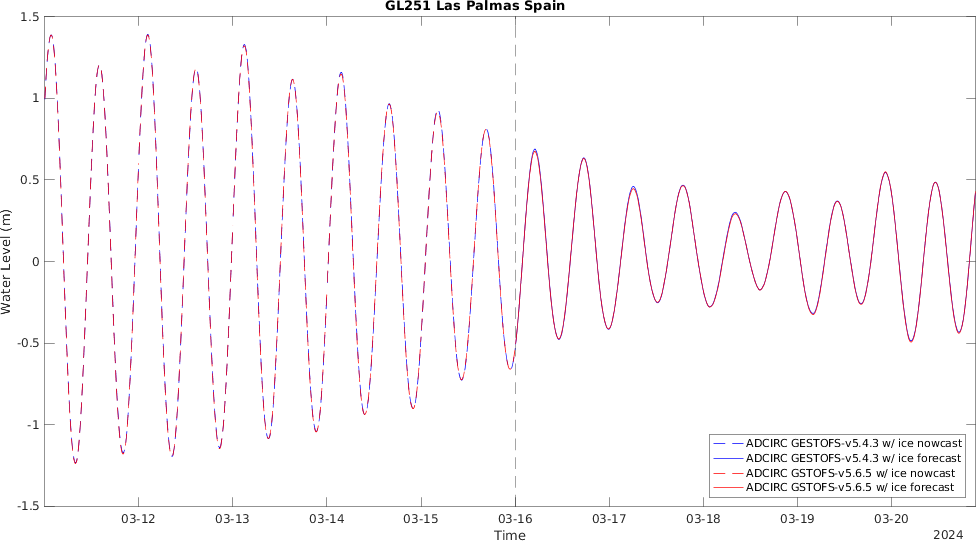 GL251 Las Palmas Spain
1.5
1
0.5
0
-0.5
-1
-1.5
Water Level (m)
03-12 03-13 03-14 03-15 03-16 03-17 03-18 03-19 03-20
Time
2024
ADCIRC GESTOFS-v5.4.3 w/ ice nowcast
ADCIRC GESTOFS-v5.4.3 w/ ice forecast
ADCIRC GSTOFS-v5.6.5 w/ ice nowcast
ADCIRC GSTOFS-v5.6.5 w/ ice forecast